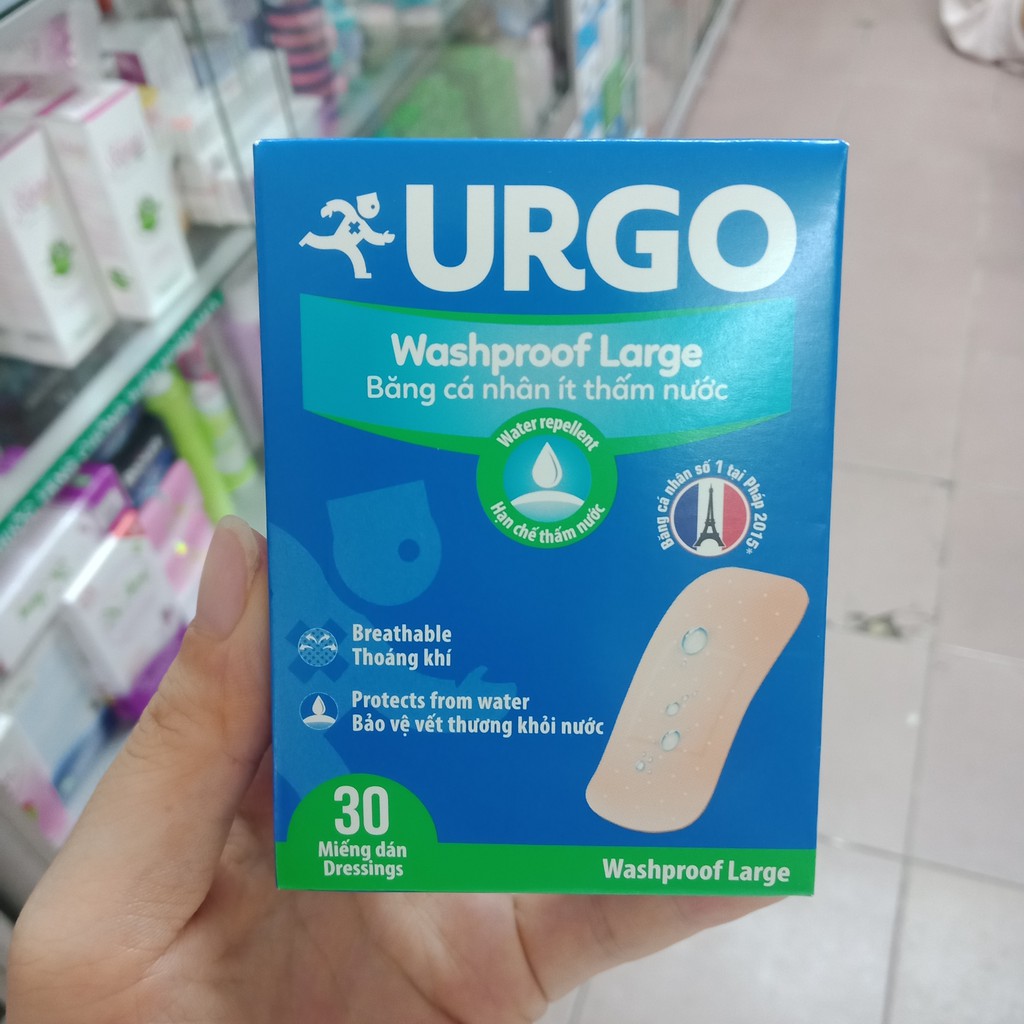 URGO
Washproof Large
Băng cá nhân ít thấm nước
Water repellent
Hạn chế thấm nước
Băng cá nhân số 1 tại Pháp 2015*
Breathable
Thoáng khí
Protects from water
Bảo vệ vết thương khỏi nước
30
Miếng dán
Dressings
Washproof Large